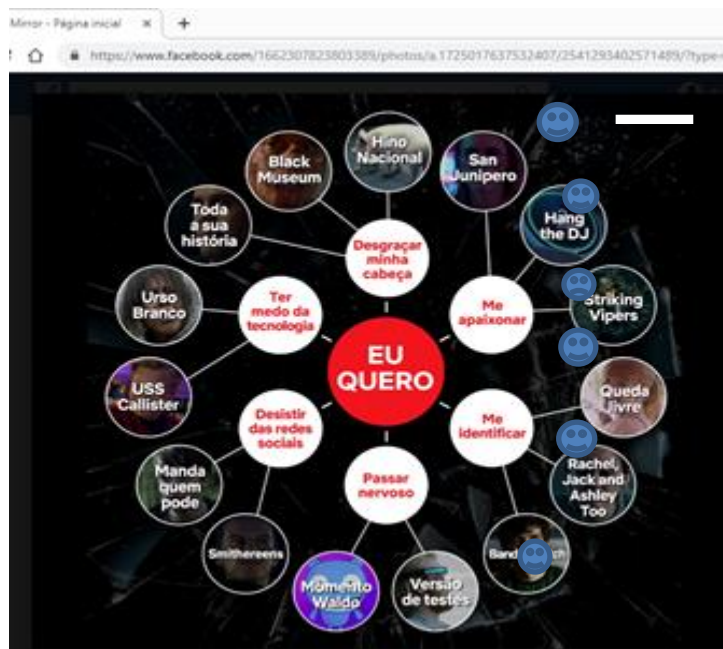 Mirror - Página inicial
https://www.facebook.com/1662307823803389/photos/a.1725017637532407/2541293402571489/?type=
Hino
Nacional
Black
Museum
San
Junipero
Toda
a sua
história
Hang
the DJ
Desgraçar
minha
cabeça
Urso
Branco
Ter
medo da
tecnologia
Me
apaixonar
Striking
Vipers
EU
QUERO
USS
Callister
Queda
livre
Desistir
das redes
sociais
Me
identificar
Manda
quem
pode
Passar
nervoso
Rachel,
Jack and
Ashley
Too
Smithereens
Momento
Waldo
Versão
de testes